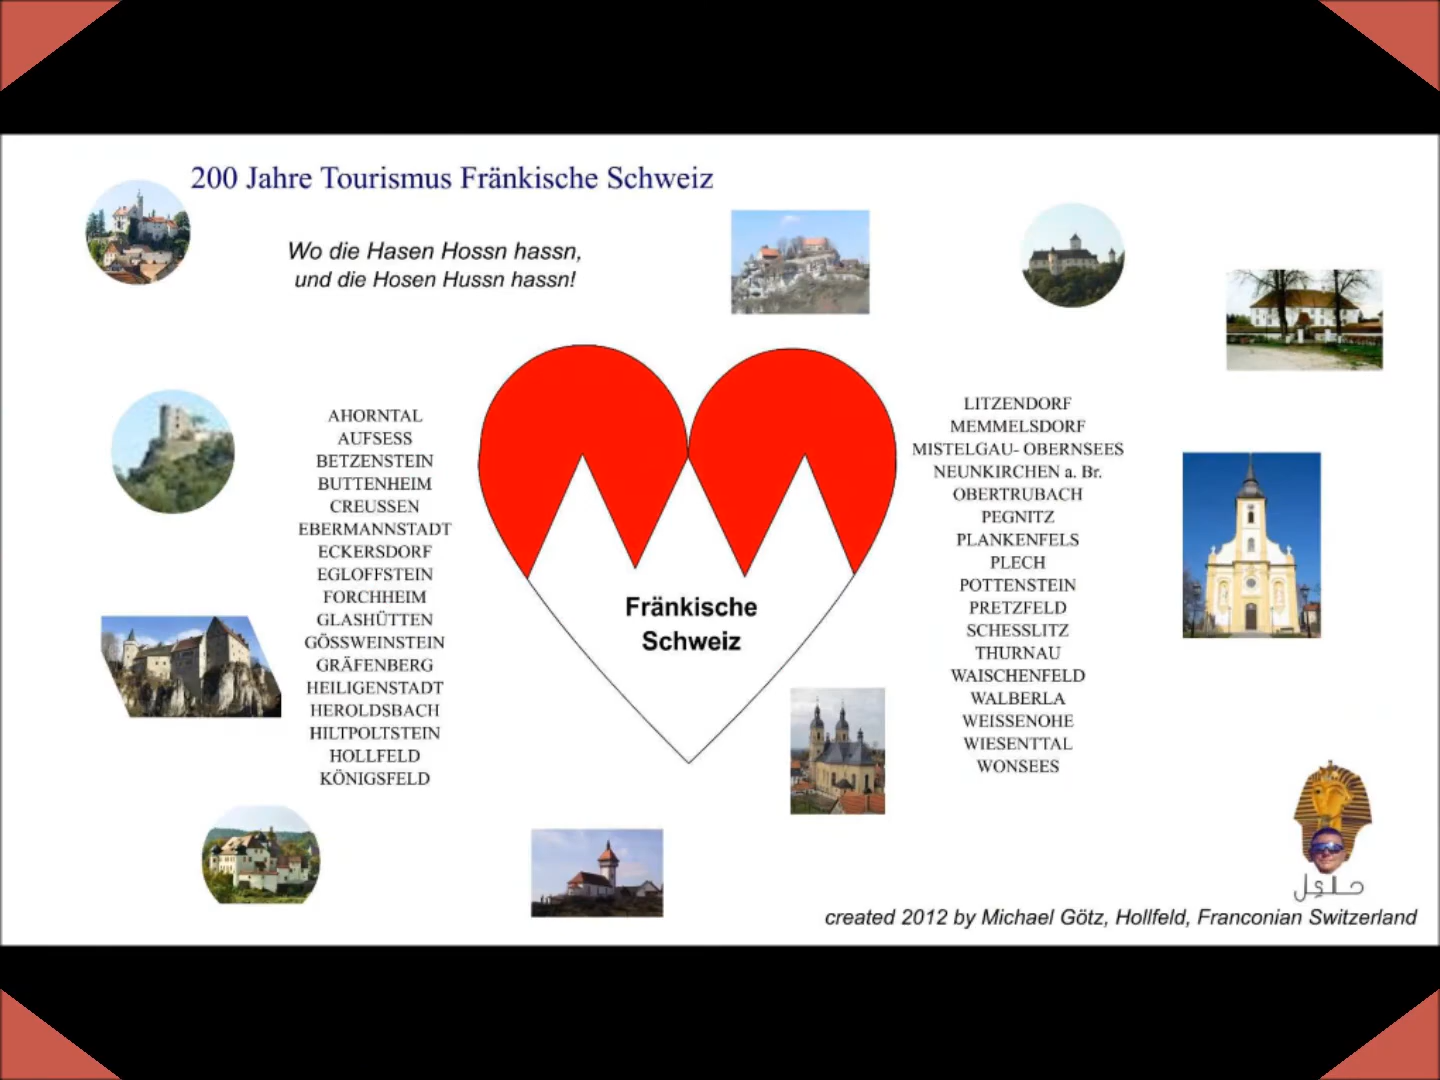 200 Jahre Tourismus Fränkische Schweiz
Wo die Hasen Hossn hassn,
und die Hosen Hussn hassn!
AHORNTAL
AUFSESS
BETZENSTEIN
BUTTENHEIM
CREUSSEN
EBERMANNSTADT
ECKERSDORF
EGLOFFSTEIN
FORCHHEIM
GLASHÜTTEN
GÖSSWEINSTEIN
GRÄFENBERG
HEILIGENSTADT
HEROLDSBACH
HILTPOLTSTEIN
HOLLFELD
KÖNIGSFELD
Fränkische
Schweiz
LITZENDORF
MEMMELSDORF
MISTELGAU- OBERNSEES
NEUNKIRCHEN a. Br.
OBERTRUBACH
PEGNITZ
PLANKENFELS
PLECH
POTTENSTEIN
PRETZFELD
SCHESSLITZ
THURNAU
WAISCHENFELD
WALBERLA
WEISSENOHE
WIESENTTAL
WONSEES
created 2012 by Michael Götz, Hollfeld, Franconian Switzerland